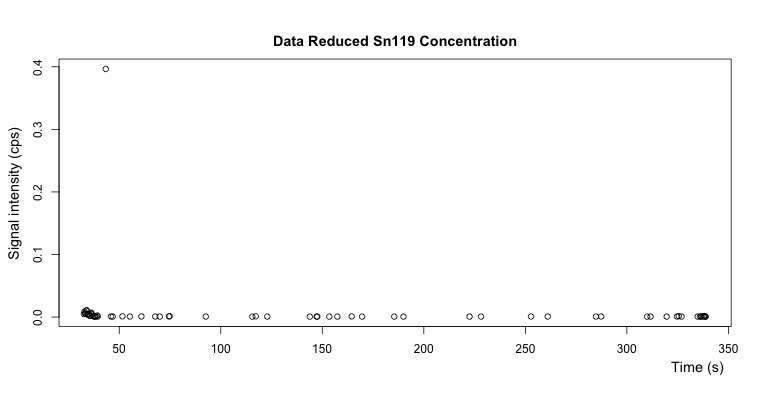 Data Reduced Sn119 Concentration
Signal intensity (cps)
0.4
0.3
0.2
0.1
0.0
50 100 150 200 250 300 350
Time (s)